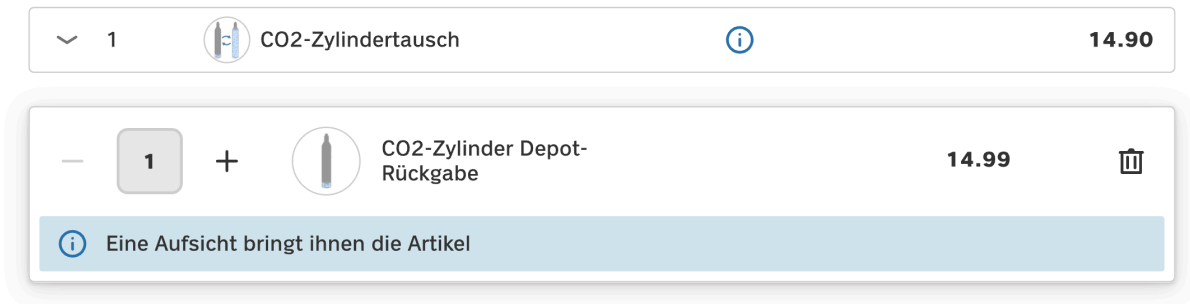 1 CO2-Zylindertausch 14.90
1 CO2-Zylinder Depot-
Rückgabe 14.99
Eine Aufsicht bringt ihnen die Artikel